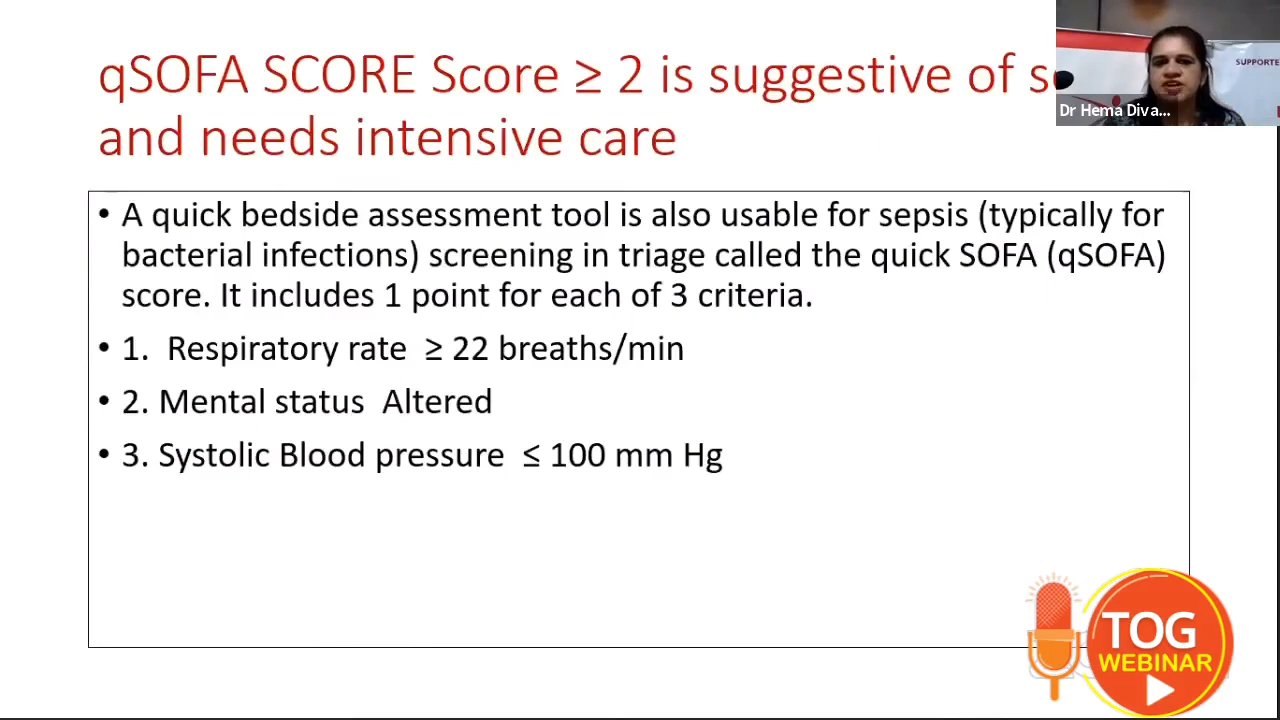 qSOFA SCORE Score ≥ 2 is suggestive of
and needs intensive care
SUPPORTE
Dr Hema Diva...
• A quick bedside assessment tool is also usable for sepsis (typically for
bacterial infections) screening in triage called the quick SOFA (qSOFA)
score. It includes 1 point for each of 3 criteria.
• 1. Respiratory rate ≥ 22 breaths/min
• 2. Mental status Altered
• 3. Systolic Blood pressure ≤ 100 mm Hg
TOG
WEBINAR